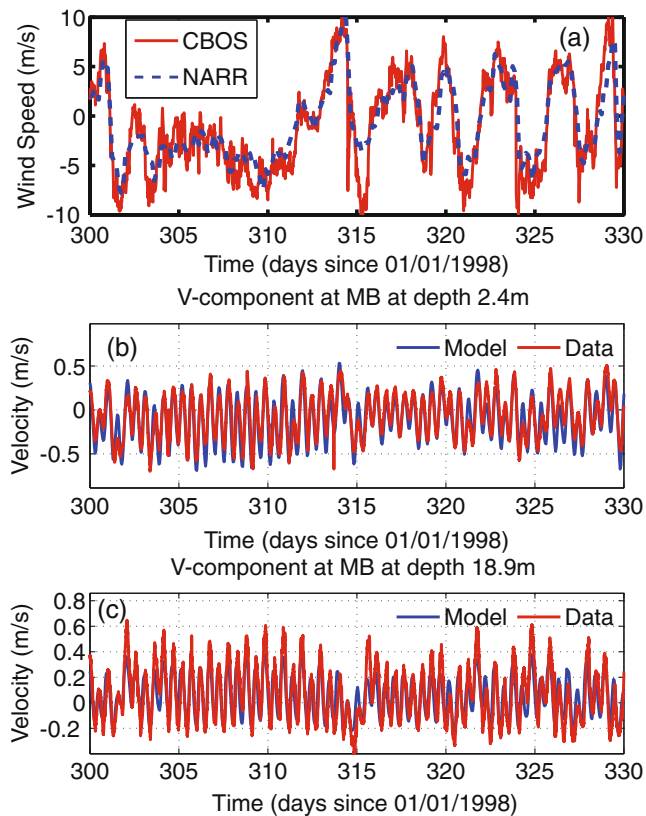 (a)
CBOS
NARR
Wind Speed (m/s)
10
5
0
-5
-10
300 305 310 315 320 325 330
Time (days since 01/01/1998)
V-component at MB at depth 2.4m
(b)
Model Data
Velocity (m/s)
0.5
0
-0.5
300 305 310 315 320 325 330
Time (days since 01/01/1998)
V-component at MB at depth 18.9m
(c)
Model Data
Velocity (m/s)
0.8
0.6
0.4
0.2
0
-0.2
300 305 310 315 320 325 330
Time (days since 01/01/1998)